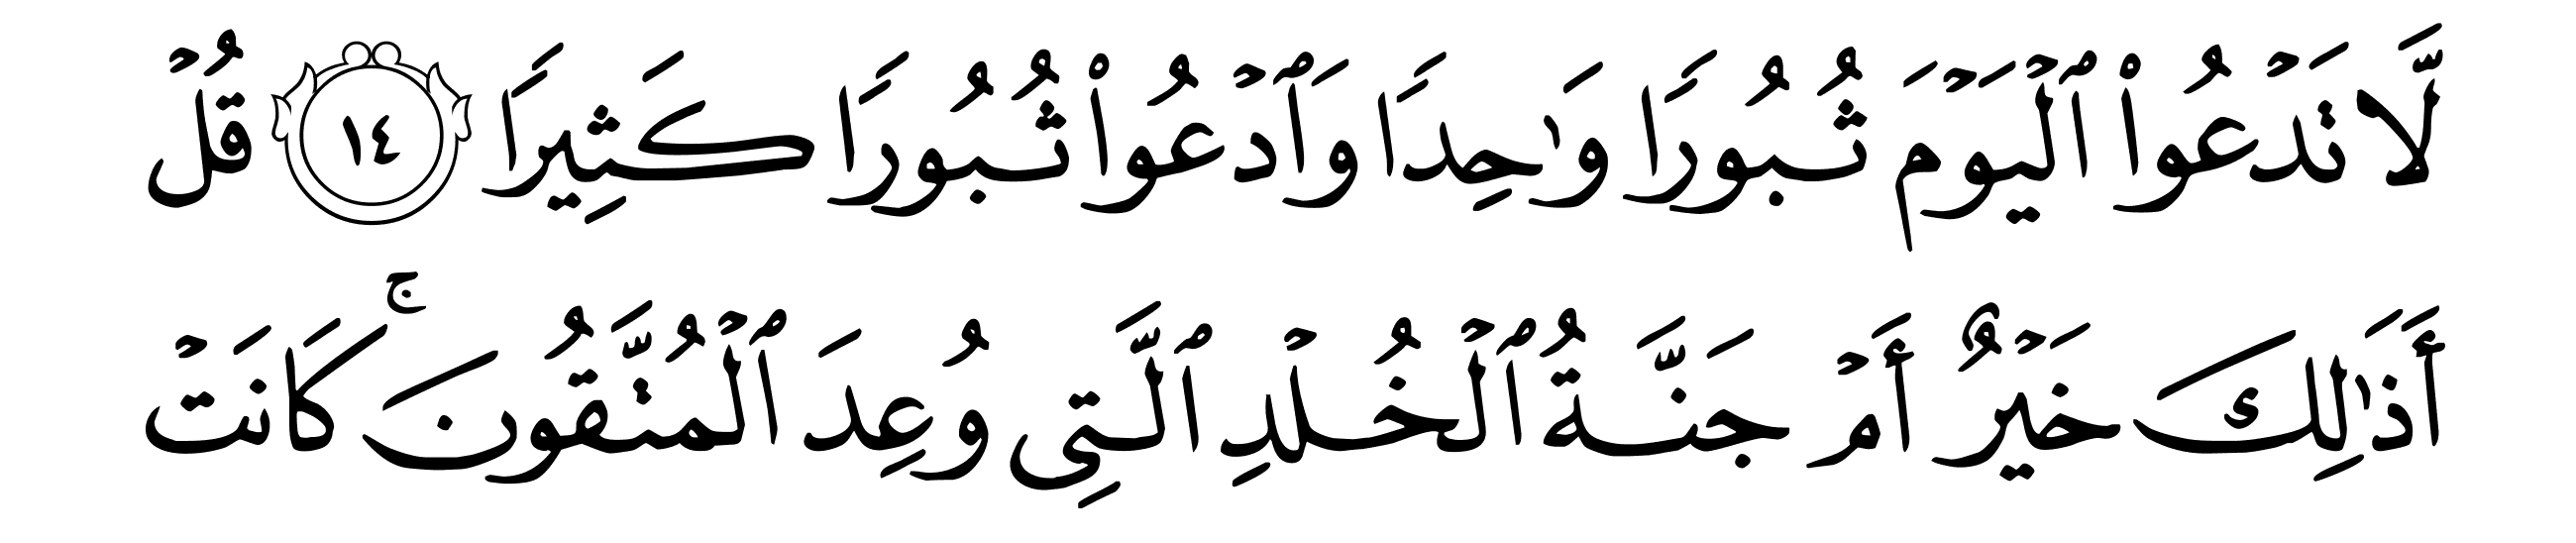 لَّا تَدۡعُواْ ٱلۡيَوۡمَ ثُبُورٗا وَٰحِدٗا وَٱدۡعُواْ ثُبُورٗا كَثِيرٗا ١٤ قُلۡ
أَذَٰلِكَ خَيۡرٌ أَمۡ جَنَّةُ ٱلۡخُلۡدِ ٱلَّتِي وُعِدَ ٱلۡمُتَّقُونَۚ كَانَتۡ